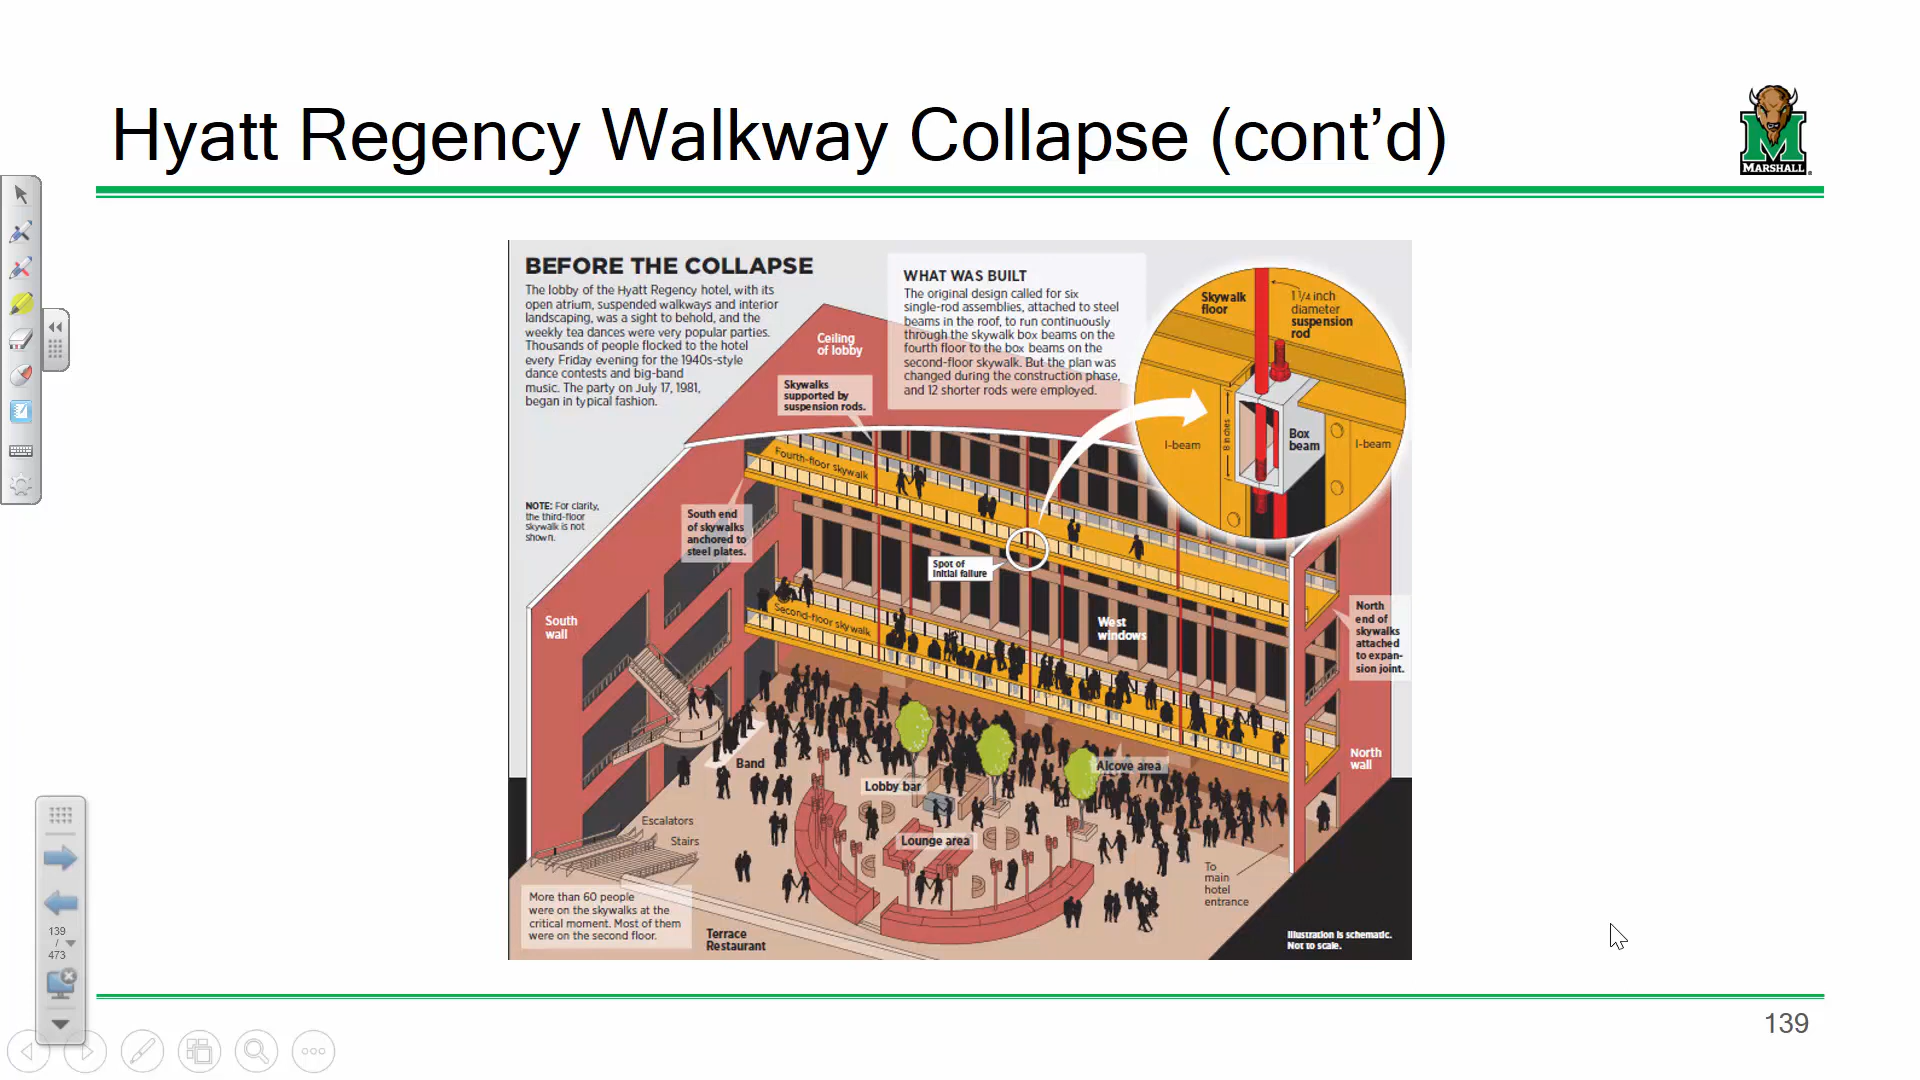 Hyatt Regency Walkway Collapse (cont’d)
M
MARSHALL
BEFORE THE COLLAPSE
The lobby of the Hyatt Regency hotel, with its
open atrium, suspended walkways and interior
landscaping, was a sight to behold, and the
weekly tea dances were very popular parties.
Thousands of people flocked to the hotel
every Friday evening for the 1940s-style
dance contests and big-band
music. The party on July 17, 1981,
began in typical fashion.
WHAT WAS BUILT
The original design called for six
single-rod assemblies, attached to steel
beams in the roof, to run continuously
through the skywalk box beams on the
fourth floor to the box beams on the
second-floor skywalk. But the plan was
changed during the construction phase,
and 12 shorter rods were employed.
Skywalk
floor
1 1/4 inch
diameter
suspension
rod
I-beam
8 inches
Box
beam
I-beam
Ceiling
of lobby
Skywalks
supported by
suspension rods.
Fourth-floor skywalk
NOTE: For clarity,
the third-floor
skywalk is not
shown.
South end
of skywalks
anchored to
steel plates.
Spot of
initial failure
Second-floor skywalk
South
wall
West
windows
North
end of
skywalks
attached
to expan-
sion joint.
North
wall
Band
Alcove area
Lobby bar
Escalators
Stairs
Lounge area
To
main
hotel
entrance
More than 60 people
were on the skywalks at the
critical moment. Most of them
were on the second floor.
Terrace
Restaurant
Illustration is schematic.
Not to scale.
139
/
473
139